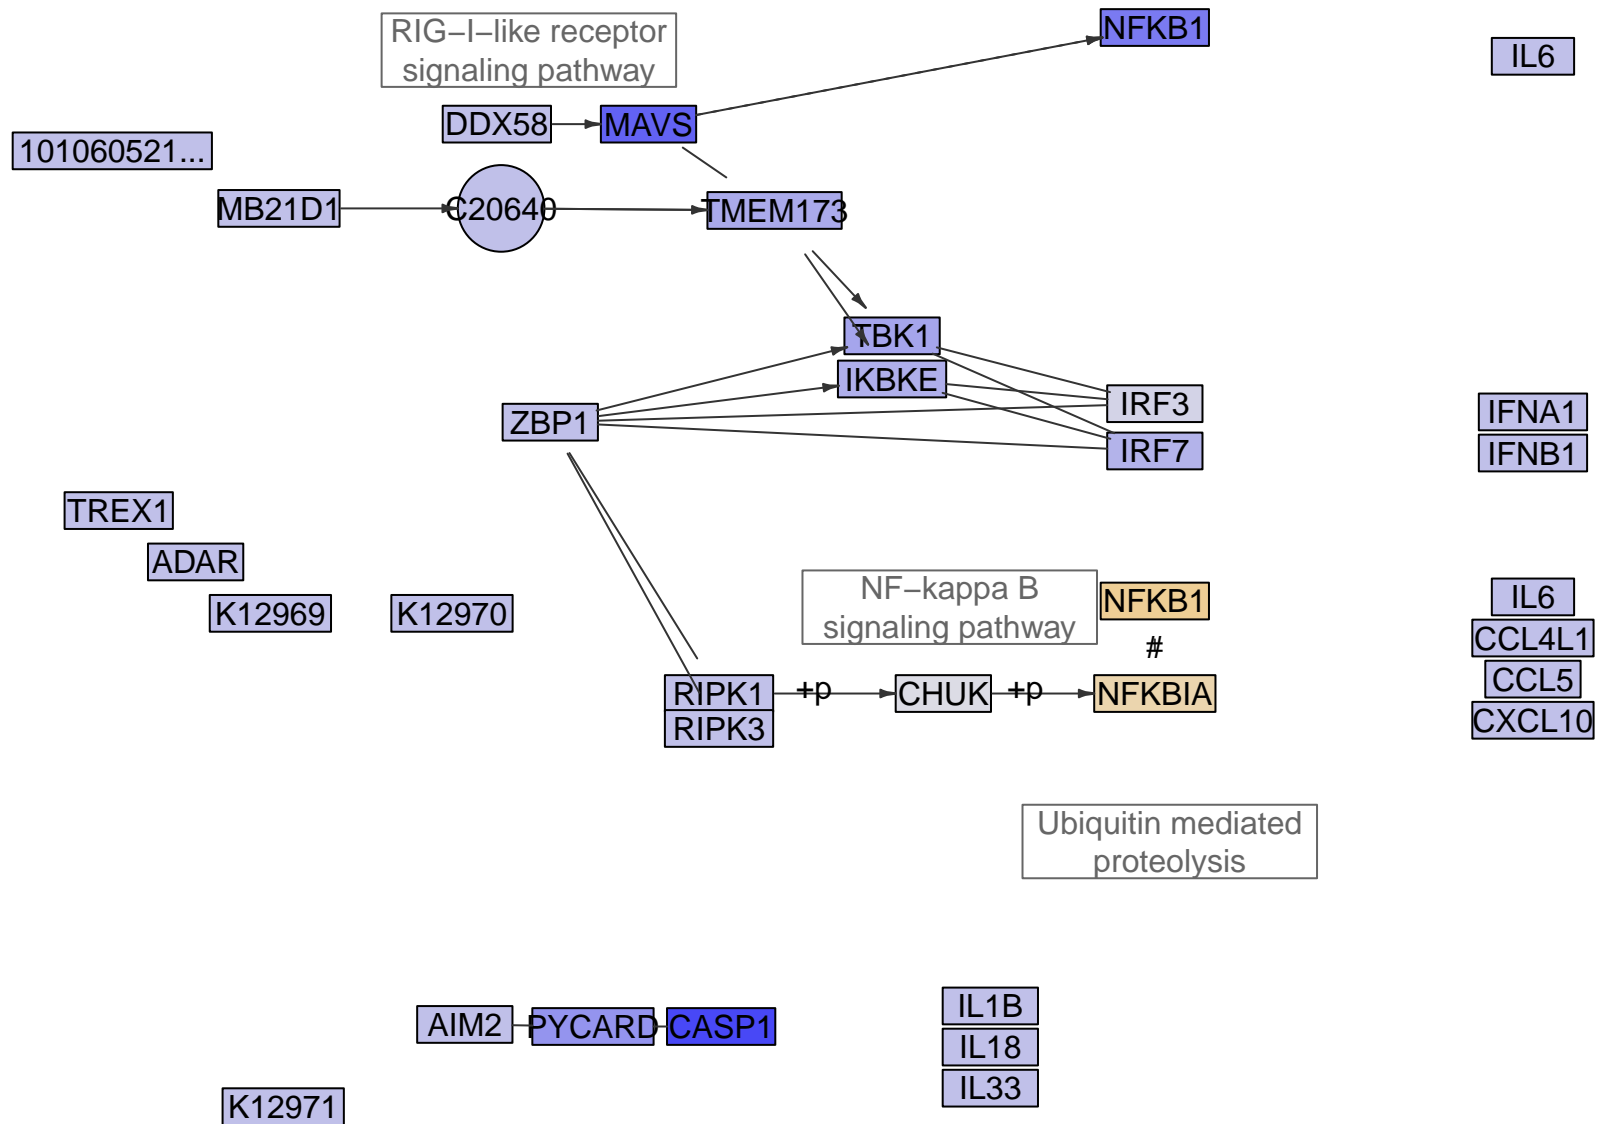 RIG−I−like receptor
signaling pathway
NFKB1
IL6
DDX58
MAVS
101060521...
MB21D1
C20640
TMEM173
TBK1
IKBKE
IRF3
ZBP1
IFNA1
IRF7
IFNB1
TREX1
ADAR
NF−kappa B
signaling pathway
NFKB1
IL6
K12969
K12970
#
CCL4L1
RIPK1
+p
CHUK
+p
NFKBIA
CCL5
RIPK3
CXCL10
Ubiquitin mediated
proteolysis
AIM2
PYCARD
CASP1
IL1B
IL18
IL33
K12971